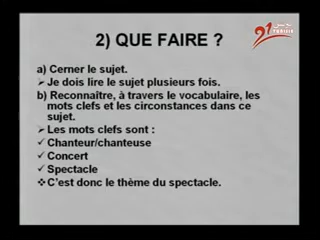 2) QUE FAIRE ?
21
a) Cerner le sujet.
➢ Je dois lire le sujet plusieurs fois.
b) Reconnaître, à travers le vocabulaire, les
mots clefs et les circonstances dans ce
sujet.
➢ Les mots clefs sont :
✓ Chanteur/chanteuse
✓ Concert
✓ Spectacle
❖ C'est donc le thème du spectacle.